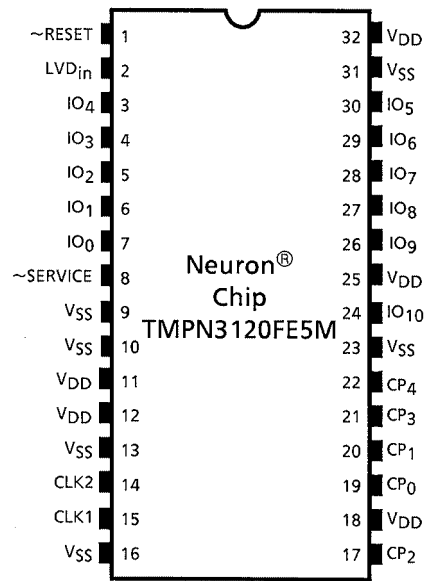 ~RESET 1 32 VDD
LVDin 2 31 VSS
IO4 3 30 IO5
IO3 4 29 IO6
IO2 5 28 IO7
IO1 6 27 IO8
IO0 7 26 IO9
~SERVICE 8 25 VDD
Neuron®
Chip
TMPN3120FE5M
VSS 9 24 IO10
VSS 10 23 VSS
VDD 11 22 CP4
VDD 12 21 CP3
VSS 13 20 CP1
CLK2 14 19 CP0
CLK1 15 18 VDD
VSS 16 17 CP2